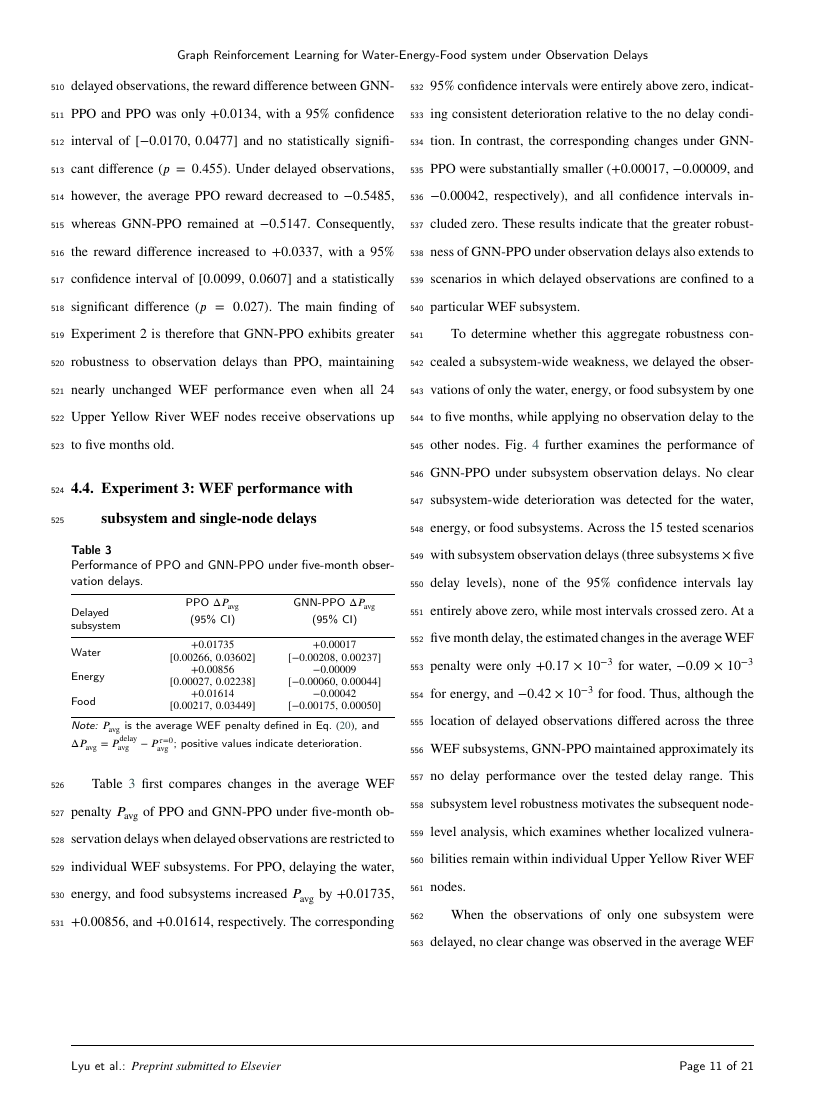 Graph Reinforcement Learning for Water-Energy-Food system under Observation Delays
510 delayed observations, the reward difference between GNN-
511 PPO and PPO was only +0.0134, with a 95% confidence
512 interval of [−0.0170, 0.0477] and no statistically signifi-
513 cant difference (p = 0.455). Under delayed observations,
514 however, the average PPO reward decreased to −0.5485,
515 whereas GNN-PPO remained at −0.5147. Consequently,
516 the reward difference increased to +0.0337, with a 95%
517 confidence interval of [0.0099, 0.0607] and a statistically
518 significant difference (p = 0.027). The main finding of
519 Experiment 2 is therefore that GNN-PPO exhibits greater
520 robustness to observation delays than PPO, maintaining
521 nearly unchanged WEF performance even when all 24
522 Upper Yellow River WEF nodes receive observations up
523 to five months old.
524 4.4. Experiment 3: WEF performance with
525 subsystem and single-node delays
Table 3
Performance of PPO and GNN-PPO under five-month obser-
vation delays.
Delayed subsystem | PPO ΔP_avg (95% CI) | GNN-PPO ΔP_avg (95% CI)
Water | +0.01735 [0.00266, 0.03602] | +0.00017 [−0.00208, 0.00237]
Energy | +0.00856 [0.00027, 0.02238] | −0.00009 [−0.00060, 0.00044]
Food | +0.01614 [0.00217, 0.03449] | −0.00042 [−0.00175, 0.00050]
Note: P_avg is the average WEF penalty defined in Eq. (20), and
ΔP_avg = P_avg^delay − P_avg^τ=0; positive values indicate deterioration.
526 Table 3 first compares changes in the average WEF
527 penalty P_avg of PPO and GNN-PPO under five-month ob-
528 servation delays when delayed observations are restricted to
529 individual WEF subsystems. For PPO, delaying the water,
530 energy, and food subsystems increased P_avg by +0.01735,
531 +0.00856, and +0.01614, respectively. The corresponding
532 95% confidence intervals were entirely above zero, indicat-
533 ing consistent deterioration relative to the no delay condi-
534 tion. In contrast, the corresponding changes under GNN-
535 PPO were substantially smaller (+0.00017, −0.00009, and
536 −0.00042, respectively), and all confidence intervals in-
537 cluded zero. These results indicate that the greater robust-
538 ness of GNN-PPO under observation delays also extends to
539 scenarios in which delayed observations are confined to a
540 particular WEF subsystem.
541 To determine whether this aggregate robustness con-
542 cealed a subsystem-wide weakness, we delayed the obser-
543 vations of only the water, energy, or food subsystem by one
544 to five months, while applying no observation delay to the
545 other nodes. Fig. 4 further examines the performance of
546 GNN-PPO under subsystem observation delays. No clear
547 subsystem-wide deterioration was detected for the water,
548 energy, or food subsystems. Across the 15 tested scenarios
549 with subsystem observation delays (three subsystems × five
550 delay levels), none of the 95% confidence intervals lay
551 entirely above zero, while most intervals crossed zero. At a
552 five month delay, the estimated changes in the average WEF
553 penalty were only +0.17 × 10⁻³ for water, −0.09 × 10⁻³
554 for energy, and −0.42 × 10⁻³ for food. Thus, although the
555 location of delayed observations differed across the three
556 WEF subsystems, GNN-PPO maintained approximately its
557 no delay performance over the tested delay range. This
558 subsystem level robustness motivates the subsequent node-
559 level analysis, which examines whether localized vulnera-
560 bilities remain within individual Upper Yellow River WEF
561 nodes.
562 When the observations of only one subsystem were
563 delayed, no clear change was observed in the average WEF
Lyu et al.: Preprint submitted to Elsevier
Page 11 of 21